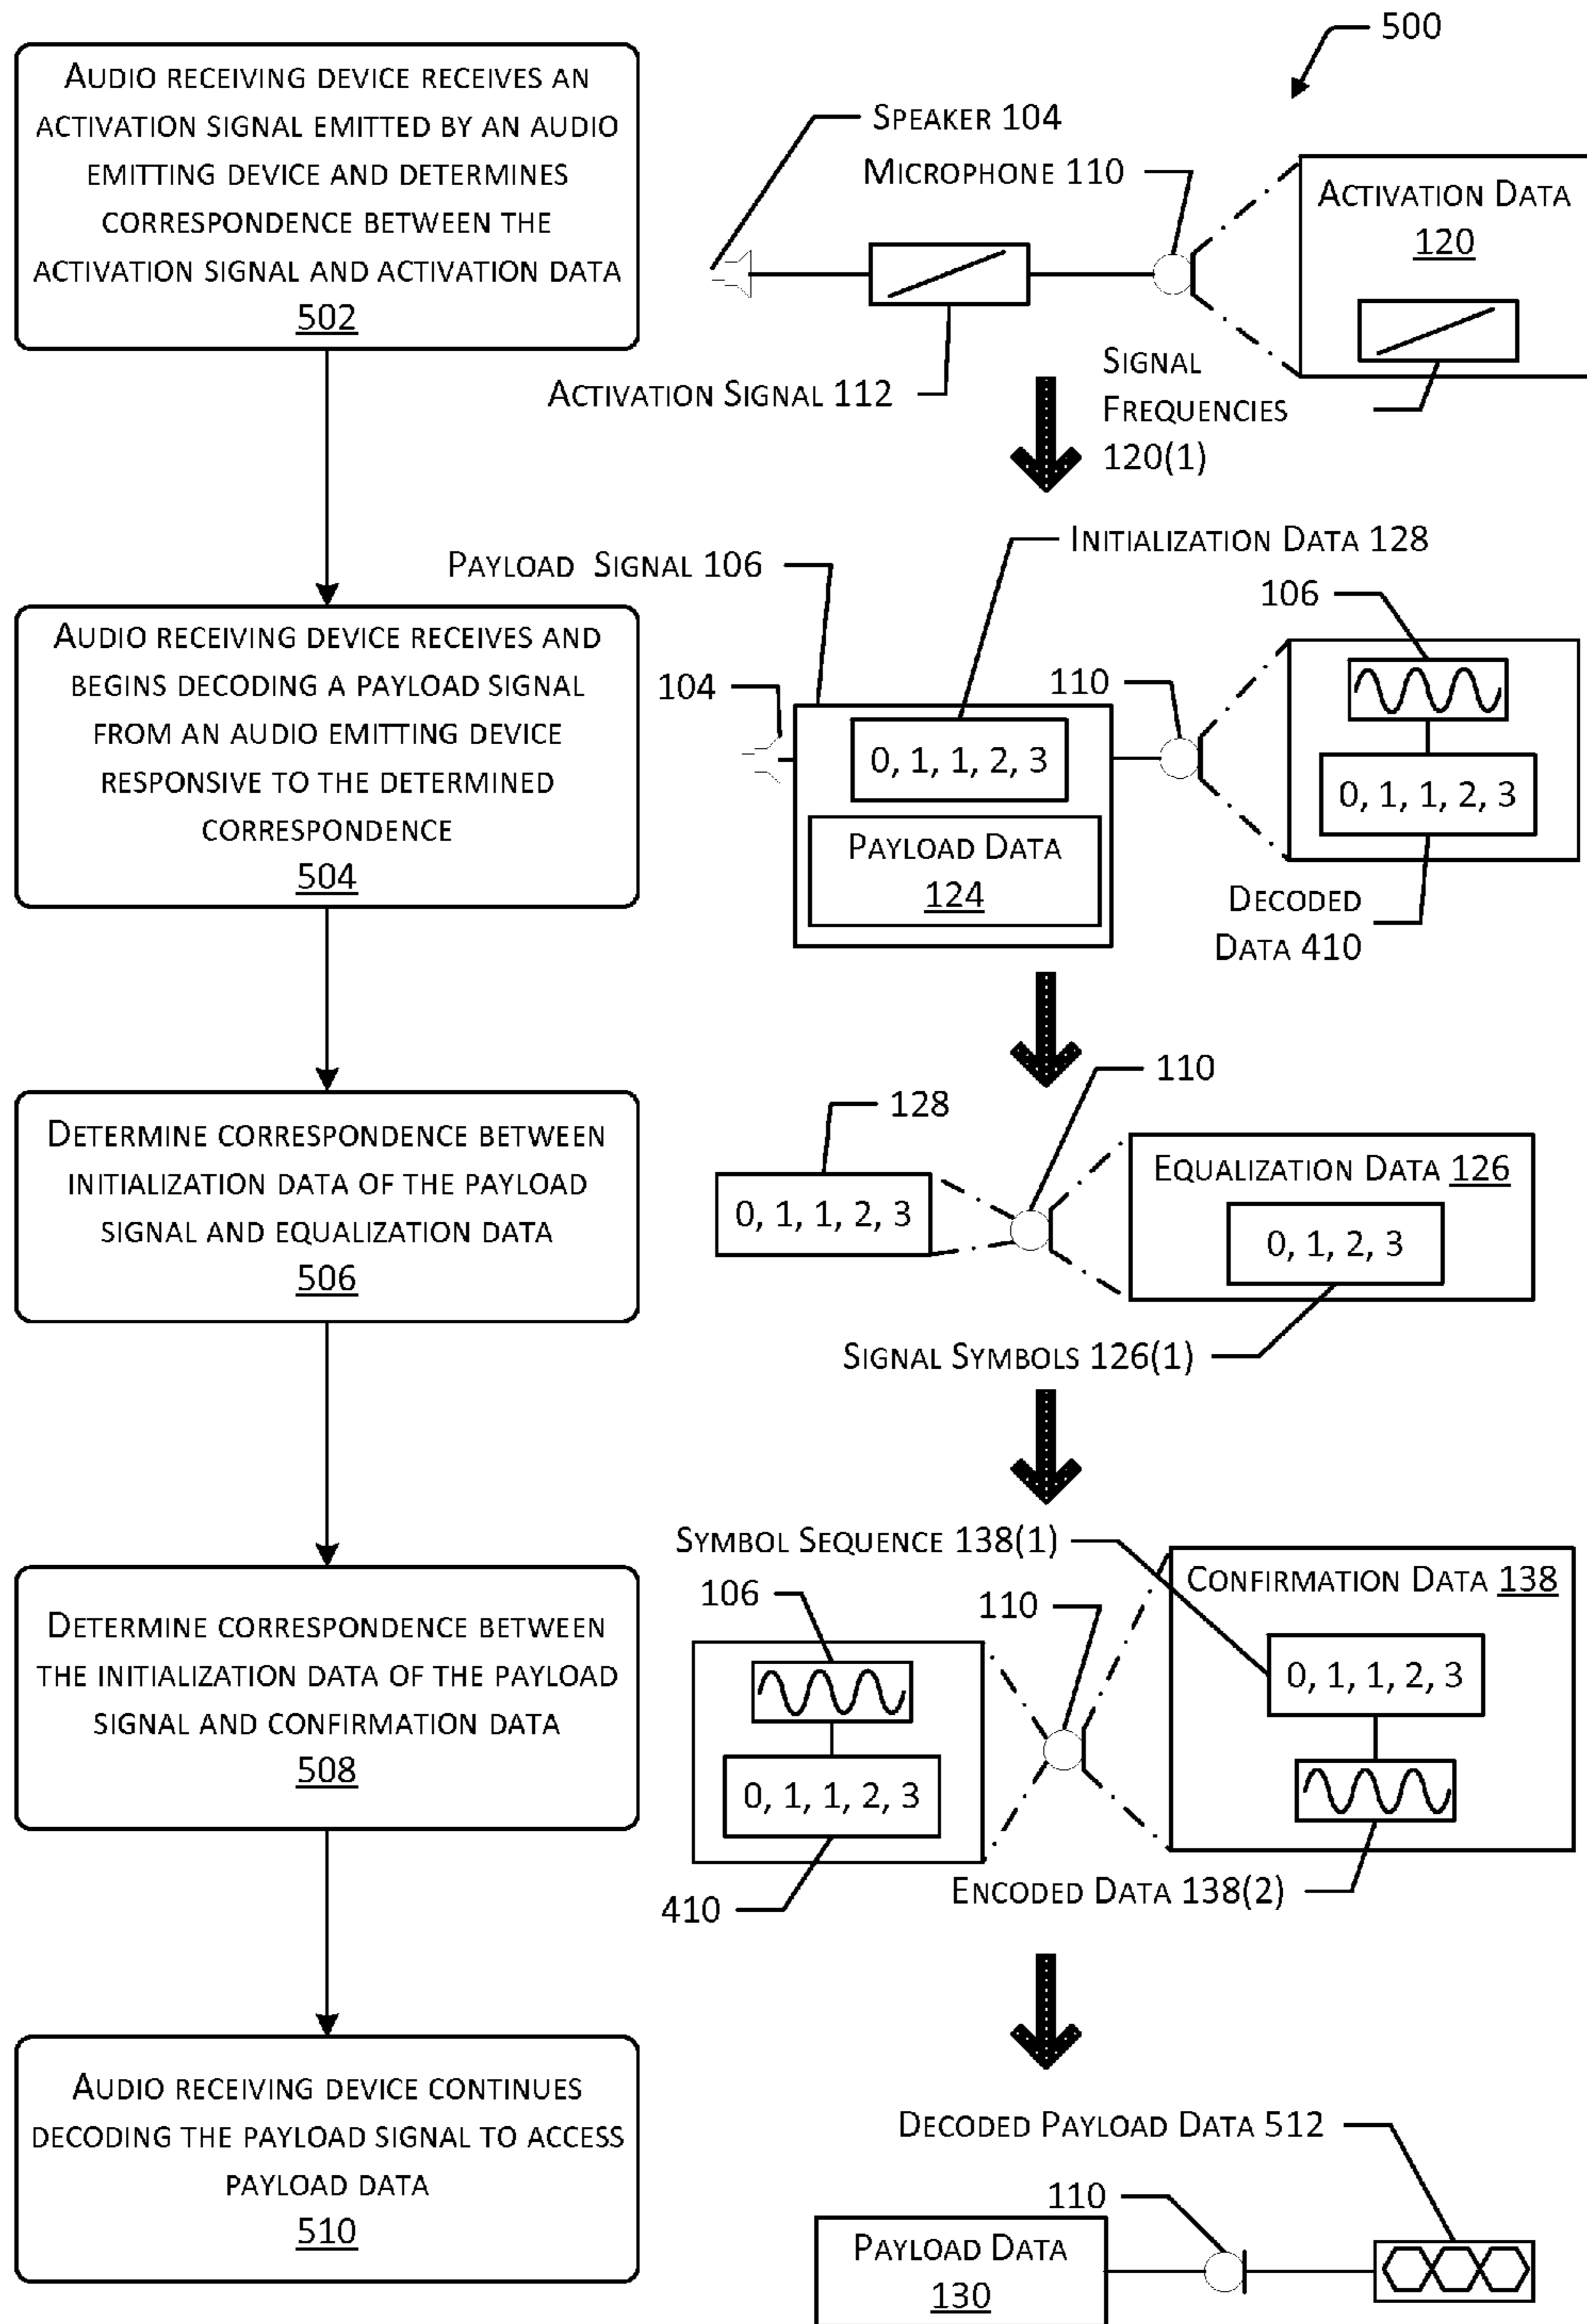 500
AUDIO RECEIVING DEVICE RECEIVES AN
ACTIVATION SIGNAL EMITTED BY AN AUDIO
EMITTING DEVICE AND DETERMINES
CORRESPONDENCE BETWEEN THE
ACTIVATION SIGNAL AND ACTIVATION DATA
502
SPEAKER 104
MICROPHONE 110
ACTIVATION DATA
120
ACTIVATION SIGNAL 112
SIGNAL
FREQUENCIES
120(1)
AUDIO RECEIVING DEVICE RECEIVES AND
BEGINS DECODING A PAYLOAD SIGNAL
FROM AN AUDIO EMITTING DEVICE
RESPONSIVE TO THE DETERMINED
CORRESPONDENCE
504
PAYLOAD SIGNAL 106
INITIALIZATION DATA 128
106
104
110
0, 1, 1, 2, 3
PAYLOAD DATA
124
0, 1, 1, 2, 3
DECODED
DATA 410
DETERMINE CORRESPONDENCE BETWEEN
INITIALIZATION DATA OF THE PAYLOAD
SIGNAL AND EQUALIZATION DATA
506
128
110
0, 1, 1, 2, 3
EQUALIZATION DATA 126
0, 1, 2, 3
SIGNAL SYMBOLS 126(1)
DETERMINE CORRESPONDENCE BETWEEN
THE INITIALIZATION DATA OF THE PAYLOAD
SIGNAL AND CONFIRMATION DATA
508
SYMBOL SEQUENCE 138(1)
106
110
CONFIRMATION DATA 138
0, 1, 1, 2, 3
0, 1, 1, 2, 3
410
ENCODED DATA 138(2)
AUDIO RECEIVING DEVICE CONTINUES
DECODING THE PAYLOAD SIGNAL TO ACCESS
PAYLOAD DATA
510
DECODED PAYLOAD DATA 512
110
PAYLOAD DATA
130